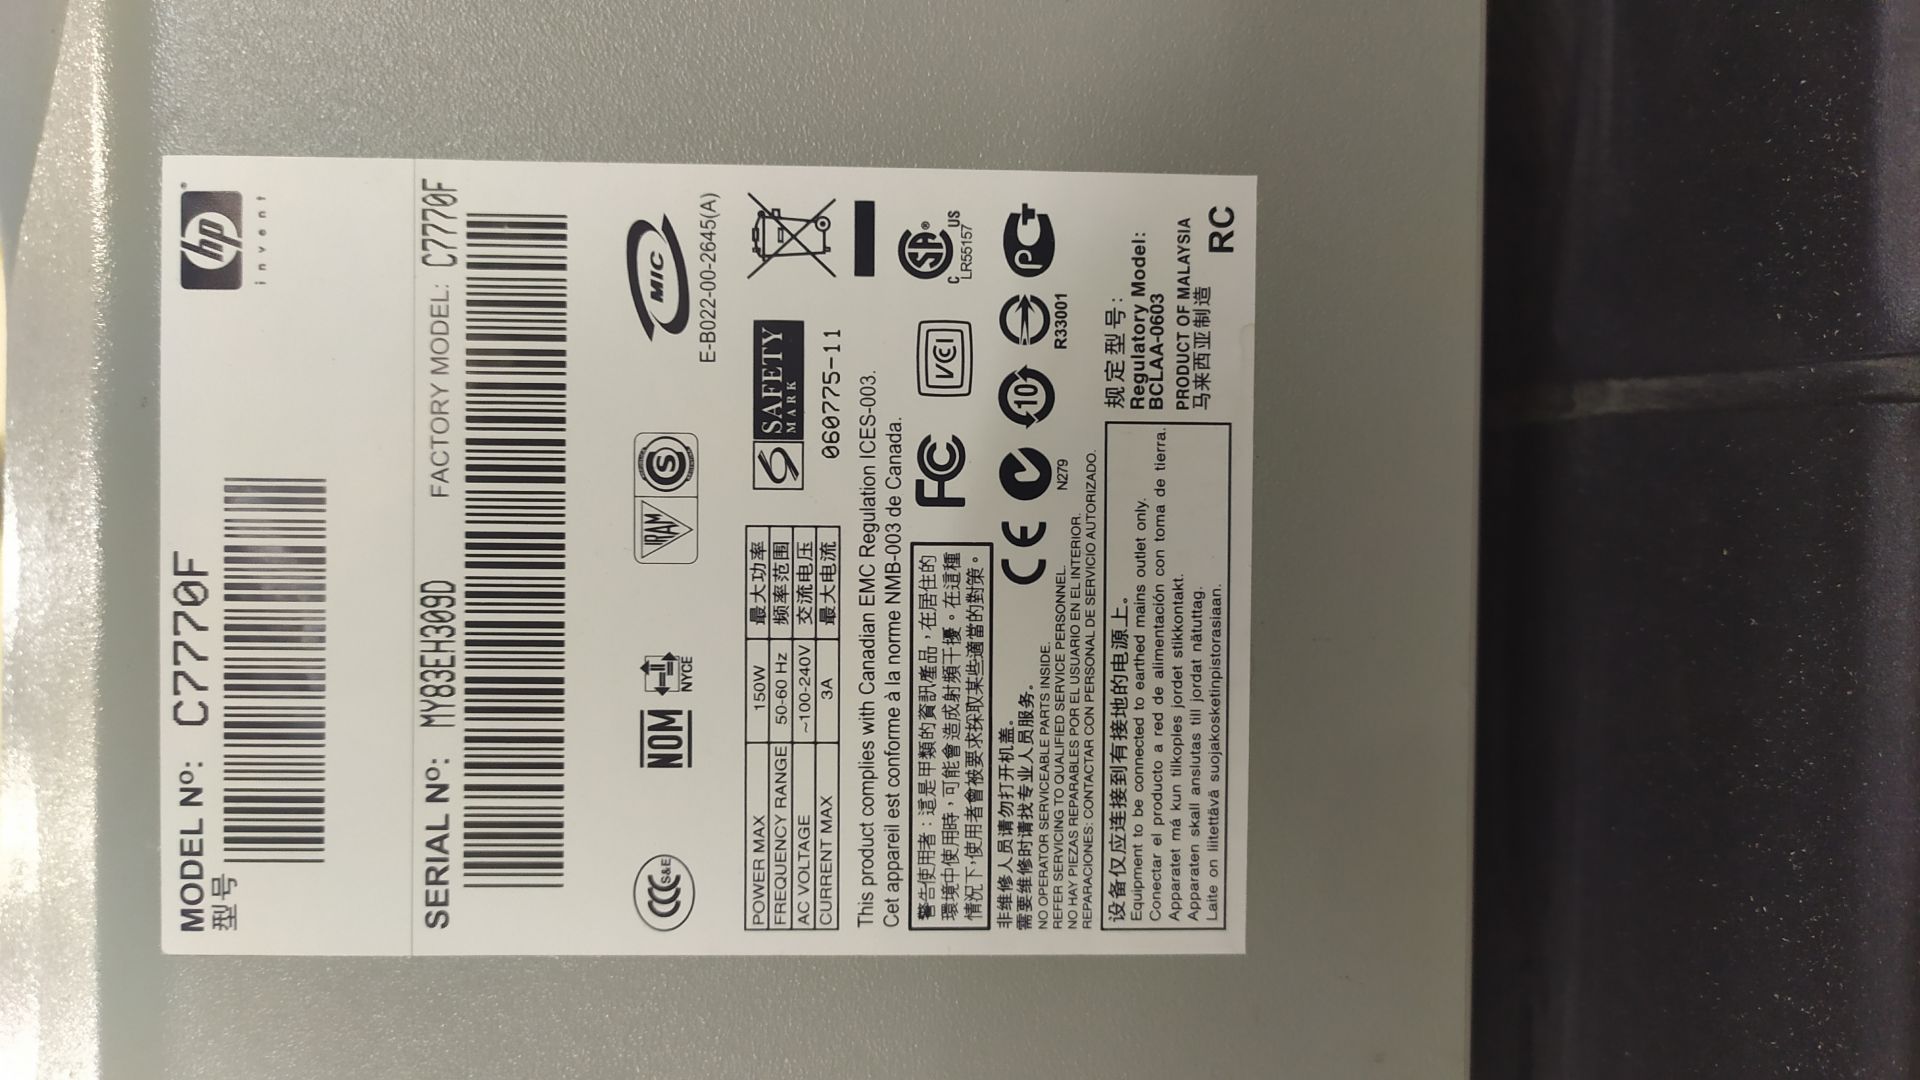 hp
invent
MODEL Nº: C7770F
型号
SERIAL Nº: MY83EH309D FACTORY MODEL: C7770F
CCC S&E
NOM
NYCE
IRAM
S
MIC
E-B022-00-2645(A)
POWER MAX 150W 最大功率
FREQUENCY RANGE 50-60 Hz 频率范围
AC VOLTAGE ~100-240V 交流电压
CURRENT MAX 3A 最大电流
SAFETY
MARK
060775-11
This product complies with Canadian EMC Regulation ICES-003.
Cet appareil est conforme à la norme NMB-003 de Canada.
警告使用者：這是甲類的資訊產品，在居住的
環境中使用時，可能會造成射頻干擾。在這種
情況下，使用者會被要求採取某些適當的對策。
FC
VCI
C SA® US
LR55157
非维修人员请勿打开机盖。
需要维修时请找专业人员服务。
NO OPERATOR SERVICEABLE PARTS INSIDE.
REFER SERVICING TO QUALIFIED SERVICE PERSONNEL.
NO HAY PIEZAS REPARABLES POR EL USUARIO EN EL INTERIOR.
REPARACIONES: CONTACTAR CON PERSONAL DE SERVICIO AUTORIZADO.
CE
N279
10
R33001
设备仅应连接到有接地的电源上。
Equipment to be connected to earthed mains outlet only.
Conectar el producto a red de alimentación con toma de tierra.
Apparatet må kun tilkoples jordet stikkontakt.
Apparaten skall anslutas till jordat nätuttag.
Laite on liitettävä suojakosketinpistorasiaan.
规定型号：
Regulatory Model:
BCLAA-0603
PRODUCT OF MALAYSIA
马来西亚制造
RC